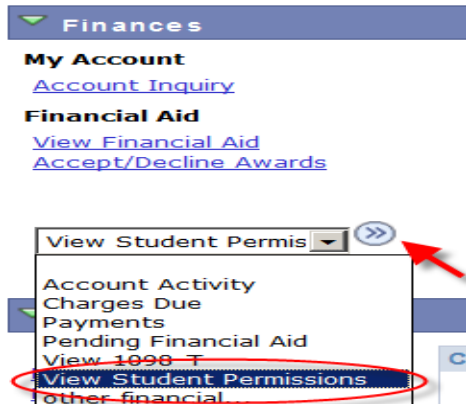 Finances
My Account
Account Inquiry
Financial Aid
View Financial Aid
Accept/Decline Awards
View Student Permis
Account Activity
Charges Due
Payments
Pending Financial Aid
View 1098-T
View Student Permissions
other financial...
C